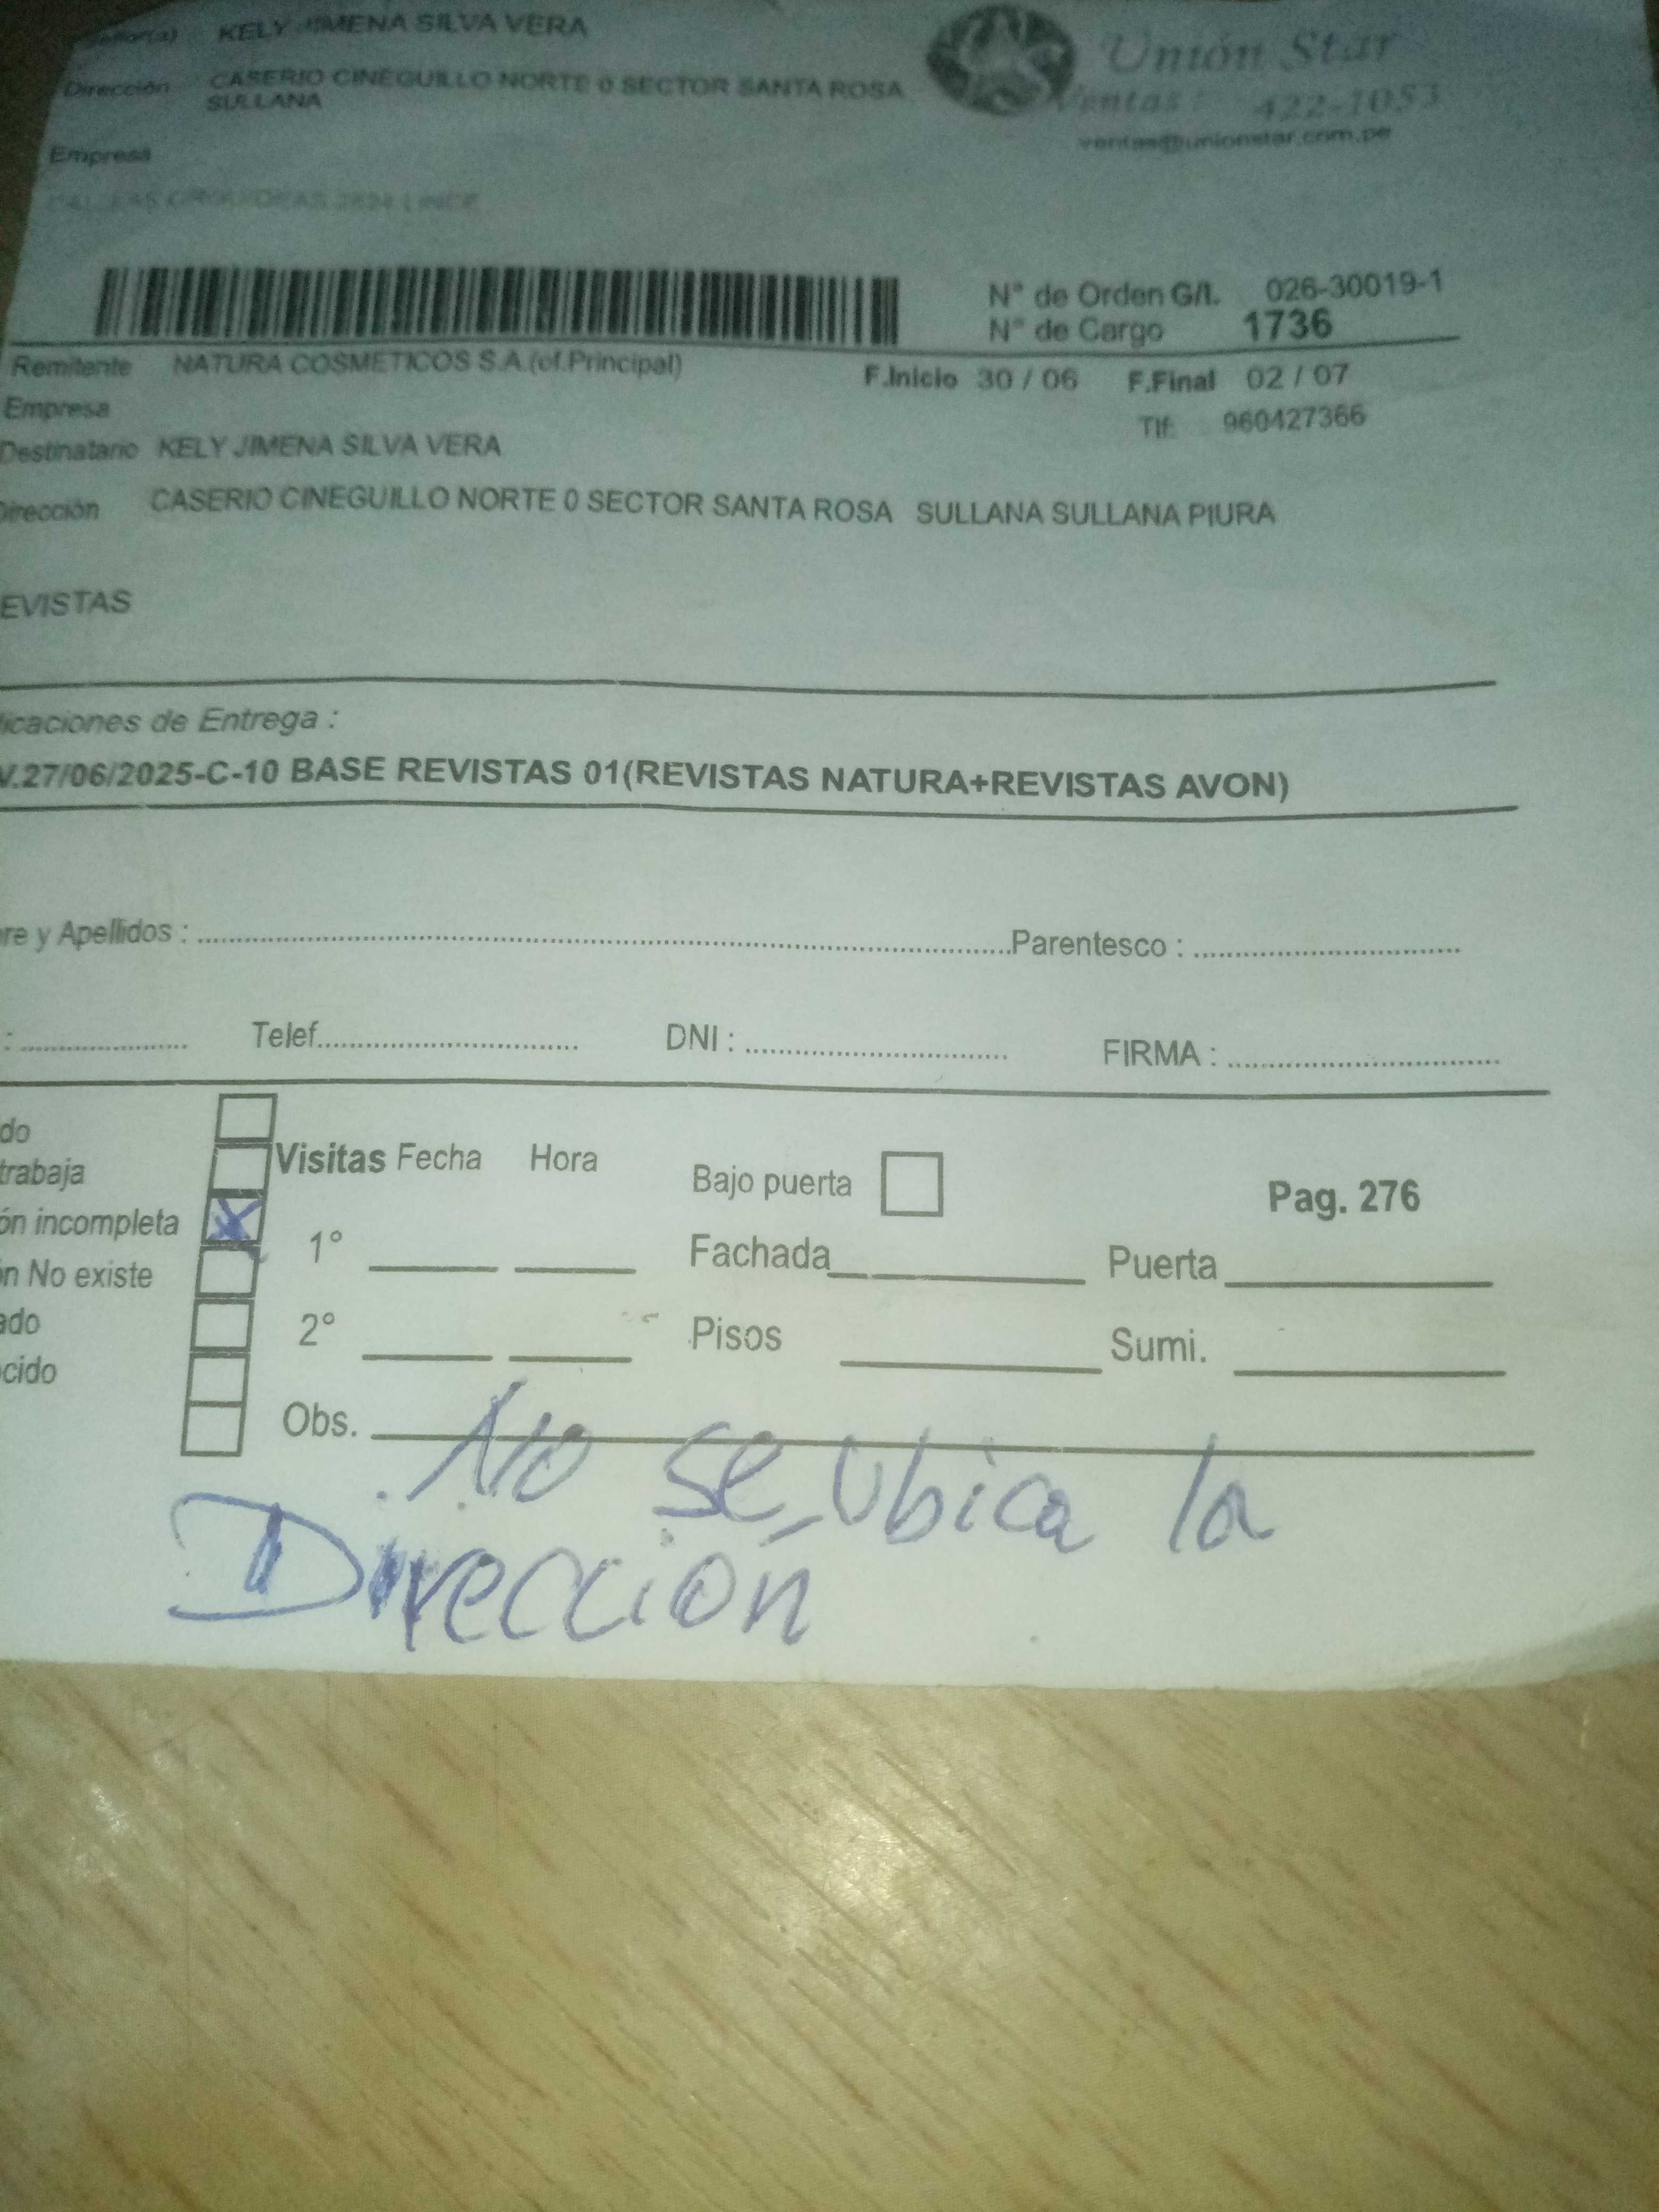 KELY JIMENA SILVA VERA
Dirección CASERIO CINEGUILLO NORTE 0 SECTOR SANTA ROSA
SULLANA
Unión Star
Ventas: 422-1053
ventas@unionstar.com.pe
Empresa
N° de Orden G/I. 026-30019-1
N° de Cargo 1736
Remitente NATURA COSMETICOS S.A.(of.Principal)
F.Inicio 30 / 06 F.Final 02 / 07
Empresa
Tlf: 960427366
Destinatario KELY JIMENA SILVA VERA
Dirección CASERIO CINEGUILLO NORTE 0 SECTOR SANTA ROSA SULLANA SULLANA PIURA
EVISTAS
icaciones de Entrega :
V.27/06/2025-C-10 BASE REVISTAS 01(REVISTAS NATURA+REVISTAS AVON)
re y Apellidos : Parentesco :
: Telef. DNI : FIRMA :
do
trabaja
ón incompleta X
n No existe
ado
cido
Visitas Fecha Hora
1°
2°
Bajo puerta
Pag. 276
Fachada Puerta
Pisos Sumi.
Obs. No se ubica la
Dirección